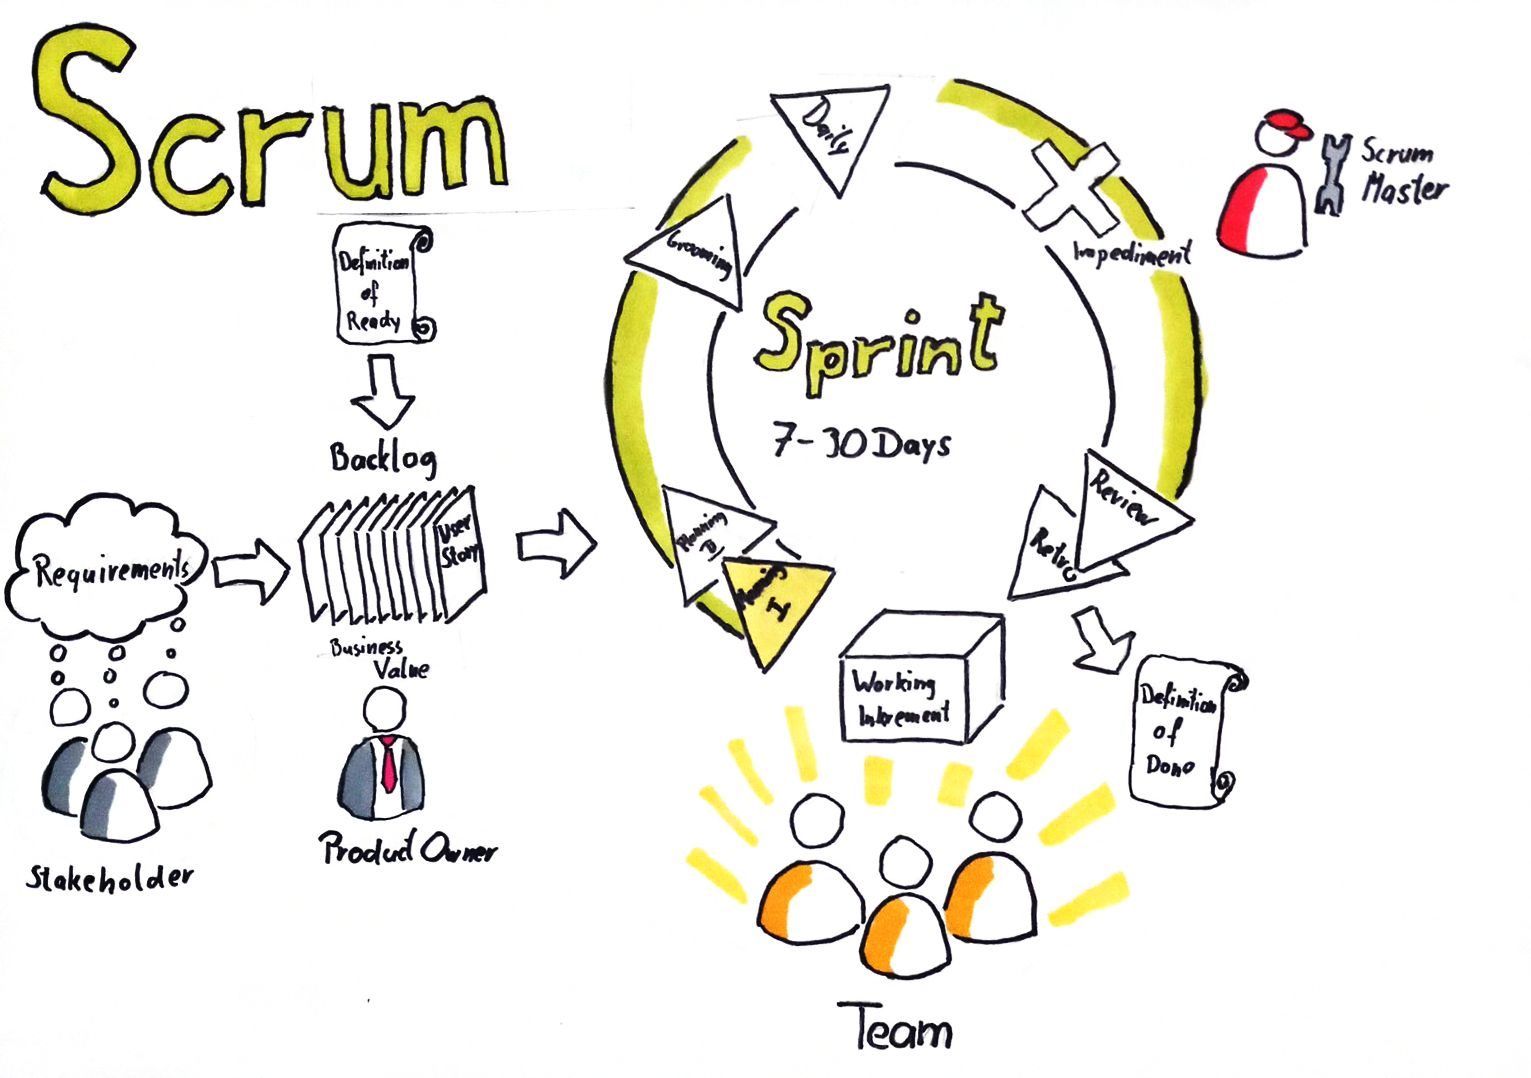 Scrum
Definition
of
Ready
Backlog
User
Story
Requirements
Business
Value
Stakeholder
Product Owner
Daily
Grooming
Impediment
Scrum
Master
Sprint
7-30 Days
Planning
II
Planning
I
Review
Retro
Working
Inkrement
Definition
of
Done
Team